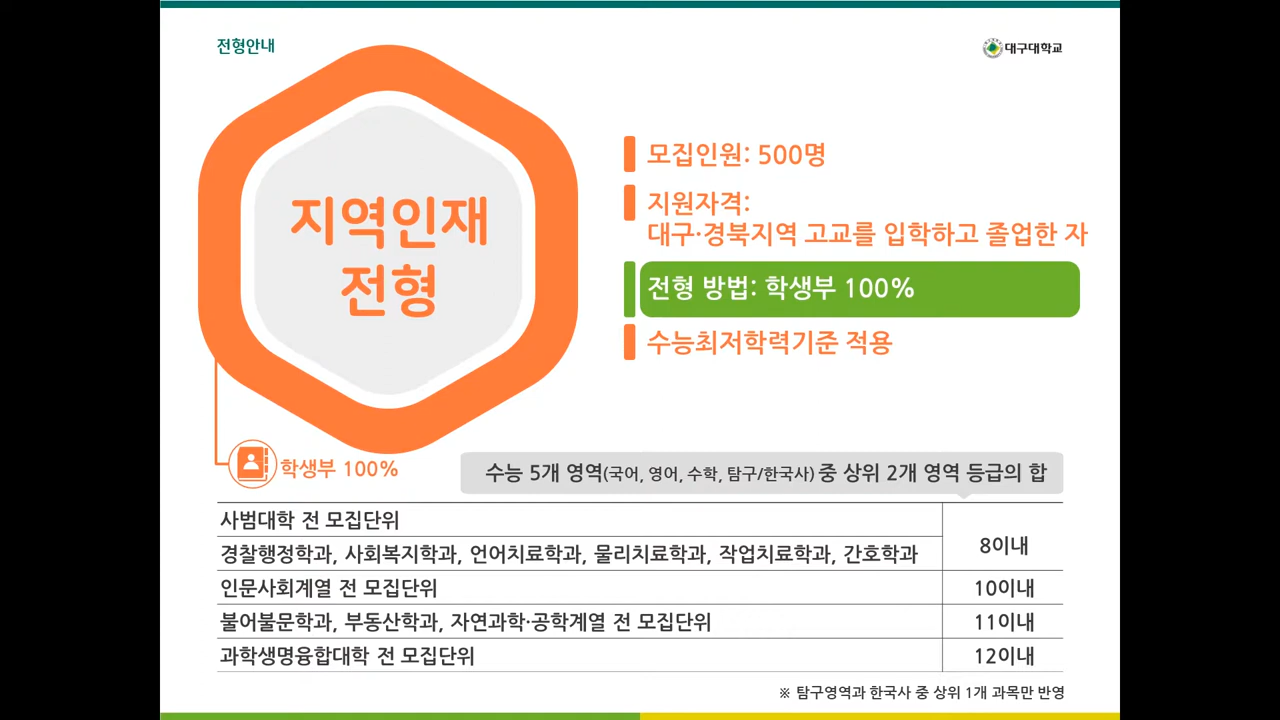 전형안내
대구대학교
지역인재
전형
모집인원: 500명
지원자격:
대구·경북지역 고교를 입학하고 졸업한 자
전형 방법: 학생부 100%
수능최저학력기준 적용
학생부 100%
수능 5개 영역(국어, 영어, 수학, 탐구/한국사) 중 상위 2개 영역 등급의 합
사범대학 전 모집단위
경찰행정학과, 사회복지학과, 언어치료학과, 물리치료학과, 작업치료학과, 간호학과
8이내
인문사회계열 전 모집단위
10이내
불어불문학과, 부동산학과, 자연과학·공학계열 전 모집단위
11이내
과학생명융합대학 전 모집단위
12이내
※ 탐구영역과 한국사 중 상위 1개 과목만 반영